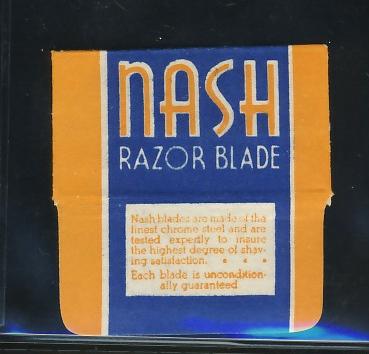 NASH
RAZOR BLADE
Nash blades are made of the
finest chrome steel and are
tested expertly to insure
the highest degree of shav-
ing satisfaction. • • •
Each blade is uncondition-
ally guaranteed